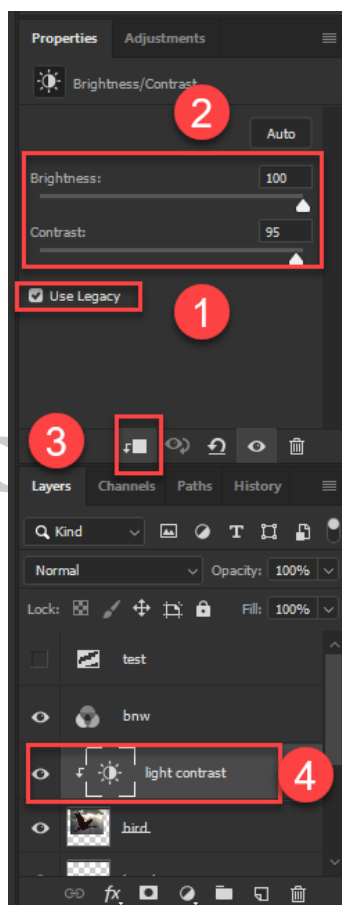 Properties Adjustments
Brightness/Contrast
2
Auto
Brightness: 100
Contrast: 95
Use Legacy
1
3
Layers Channels Paths History
Kind
T
Normal Opacity: 100%
Lock: Fill: 100%
test
bnw
light contrast
4
bird
fx